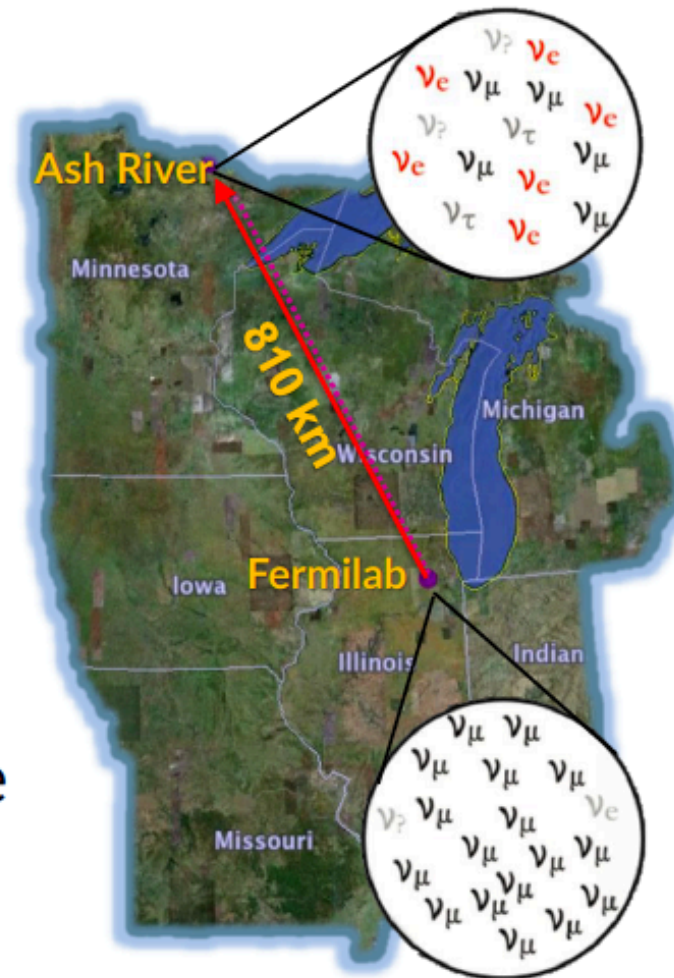 ν? νe
νe νμ νμ νe
ν? ντ νμ
νe νμ νe
ντ νe νμ
Ash River
Minnesota
810 km
Michigan
Wisconsin
Fermilab
Iowa
Illinois
Indian
νμ νμ
νμ νμ νμ
e
ν? νμ νμ νe
Missouri
νμ νμ νμ
νμ νμ νμ
νμ νμ νμ
νμ